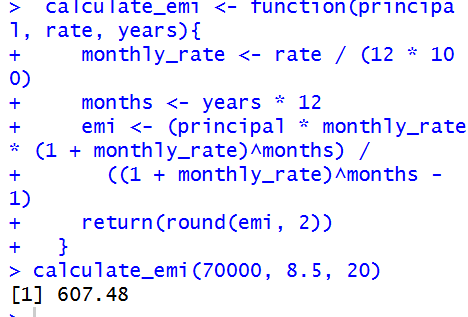 >  calculate_emi <- function(principa
l, rate, years){
+     monthly_rate <- rate / (12 * 10
0)
+     months <- years * 12
+     emi <- (principal * monthly_rate
* (1 + monthly_rate)^months) /
+       ((1 + monthly_rate)^months -
1)
+     return(round(emi, 2))
+   }
> calculate_emi(70000, 8.5, 20)
[1] 607.48
>